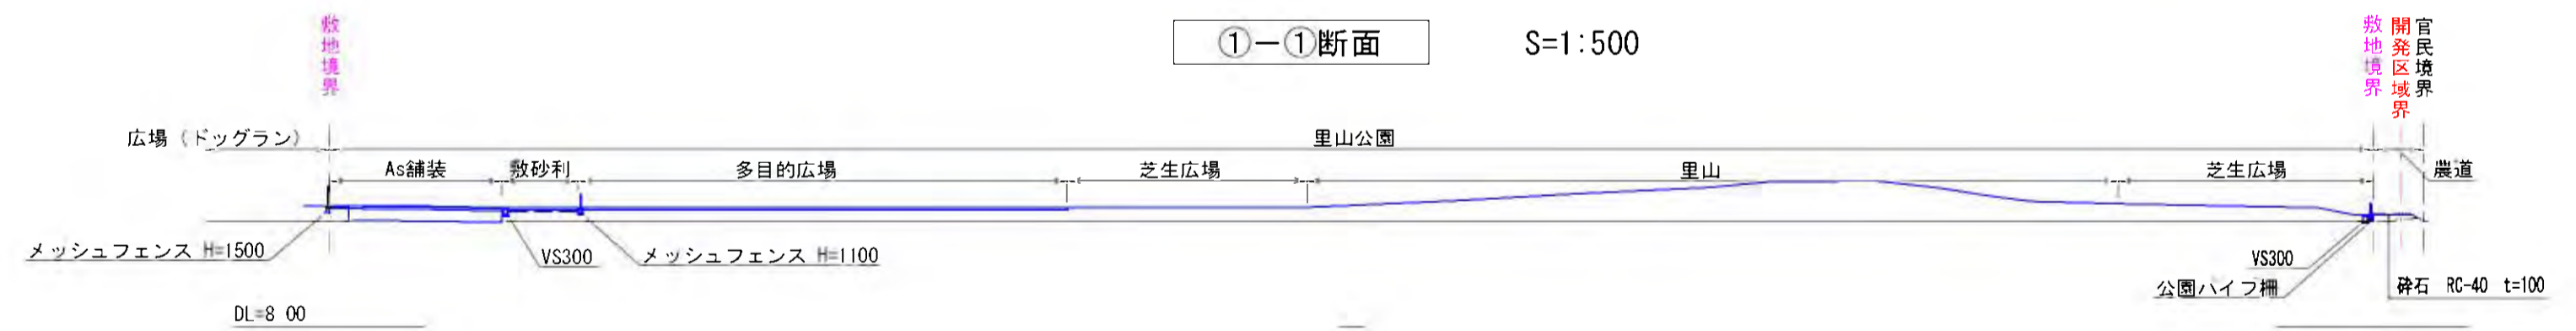 ①－①断面
S=1:500
敷地境界
敷地境界
開発区域界
官民境界
広場（ドッグラン）
里山公園
As舗装
敷砂利
多目的広場
芝生広場
里山
芝生広場
農道
メッシュフェンス H=1500
VS300
メッシュフェンス H=1100
VS300
公園パイプ柵
砕石 RC-40 t=100
DL=8 00